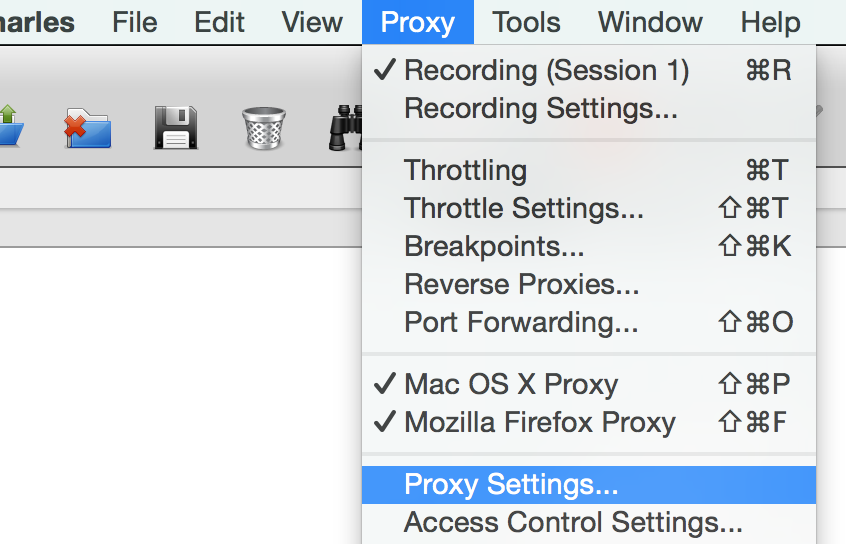 arles File Edit View Proxy Tools Window Help
✓ Recording (Session 1) ⌘R
Recording Settings...
Throttling ⌘T
Throttle Settings... ⇧⌘T
Breakpoints... ⇧⌘K
Reverse Proxies...
Port Forwarding... ⇧⌘O
✓ Mac OS X Proxy ⇧⌘P
✓ Mozilla Firefox Proxy ⇧⌘F
Proxy Settings...
Access Control Settings...